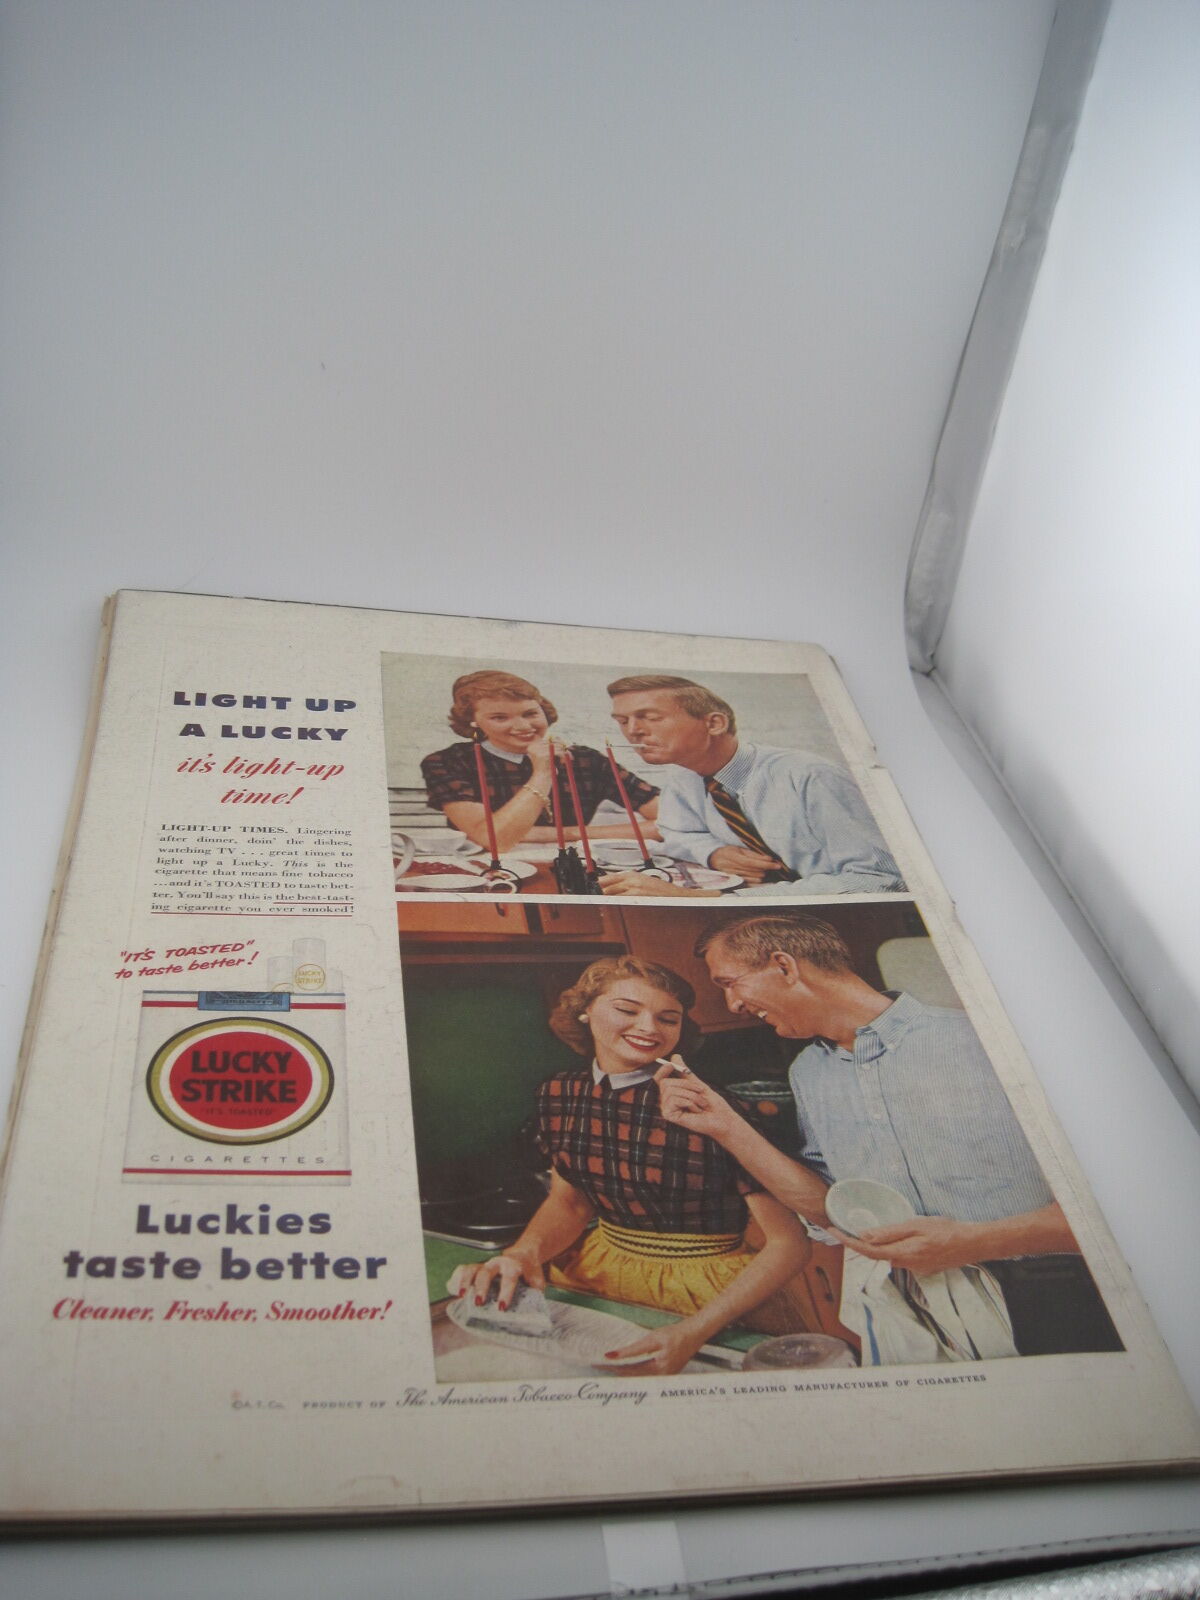 LIGHT UP
A LUCKY
it's light-up
time!
LIGHT-UP TIMES. Lingering
after dinner, doin' the dishes,
watching TV . . . great times to
light up a Lucky. This is the
cigarette that means fine tobacco
...and it's TOASTED to taste bet-
ter. You'll say this is the best-tast-
ing cigarette you ever smoked!
"IT'S TOASTED"
to taste better!
LUCKY
STRIKE
LUCKY
STRIKE
"IT'S TOASTED"
CIGARETTES
Luckies
taste better
Cleaner, Fresher, Smoother!
©A. T. Co. PRODUCT OF The American Tobacco Company AMERICA'S LEADING MANUFACTURER OF CIGARETTES